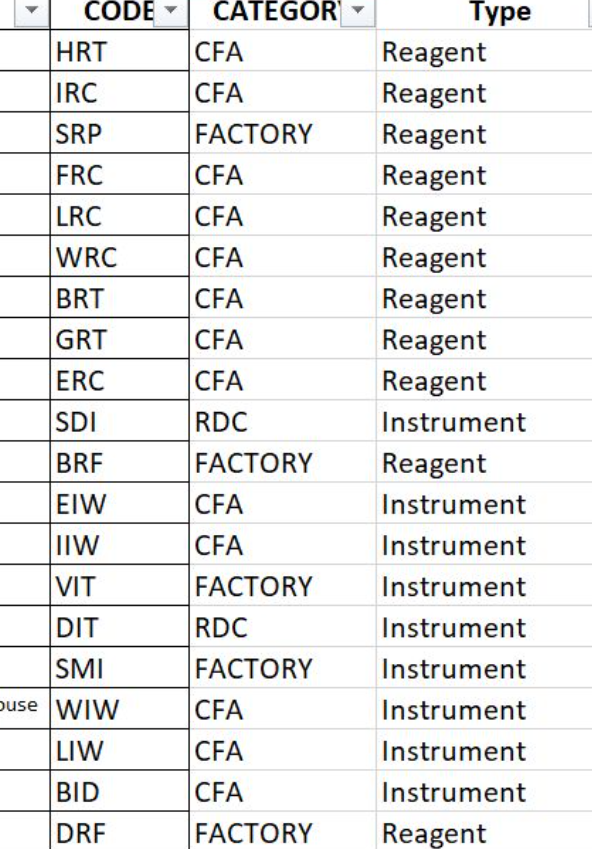 CODE CATEGORY Type
HRT CFA Reagent
IRC CFA Reagent
SRP FACTORY Reagent
FRC CFA Reagent
LRC CFA Reagent
WRC CFA Reagent
BRT CFA Reagent
GRT CFA Reagent
ERC CFA Reagent
SDI RDC Instrument
BRF FACTORY Reagent
EIW CFA Instrument
IIW CFA Instrument
VIT FACTORY Instrument
DIT RDC Instrument
SMI FACTORY Instrument
ouse WIW CFA Instrument
LIW CFA Instrument
BID CFA Instrument
DRF FACTORY Reagent